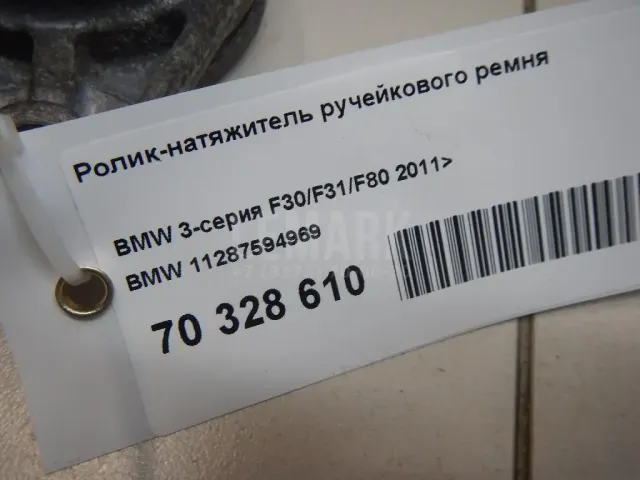 Ролик-натяжитель ручейкового ремня
BMW 3-серия F30/F31/F80 2011>
BMW 11287594969
70 328 610